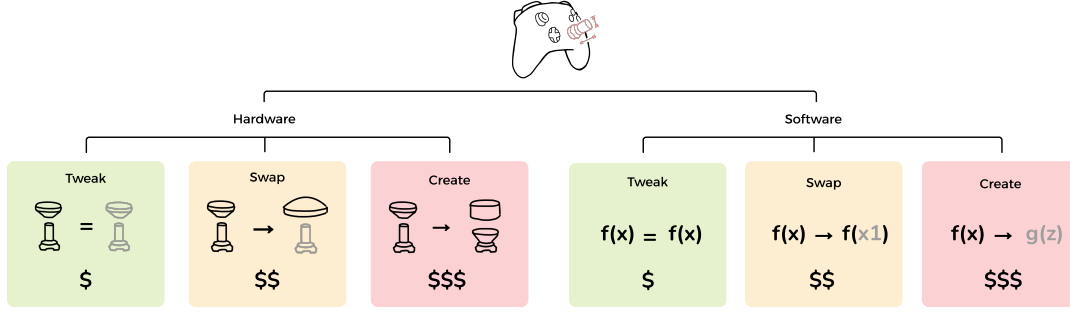 Hardware
Software
Tweak
=
$
Swap
→
$$
Create
→
$$$
Tweak
f(x) = f(x)
$
Swap
f(x) → f(x1)
$$
Create
f(x) → g(z)
$$$